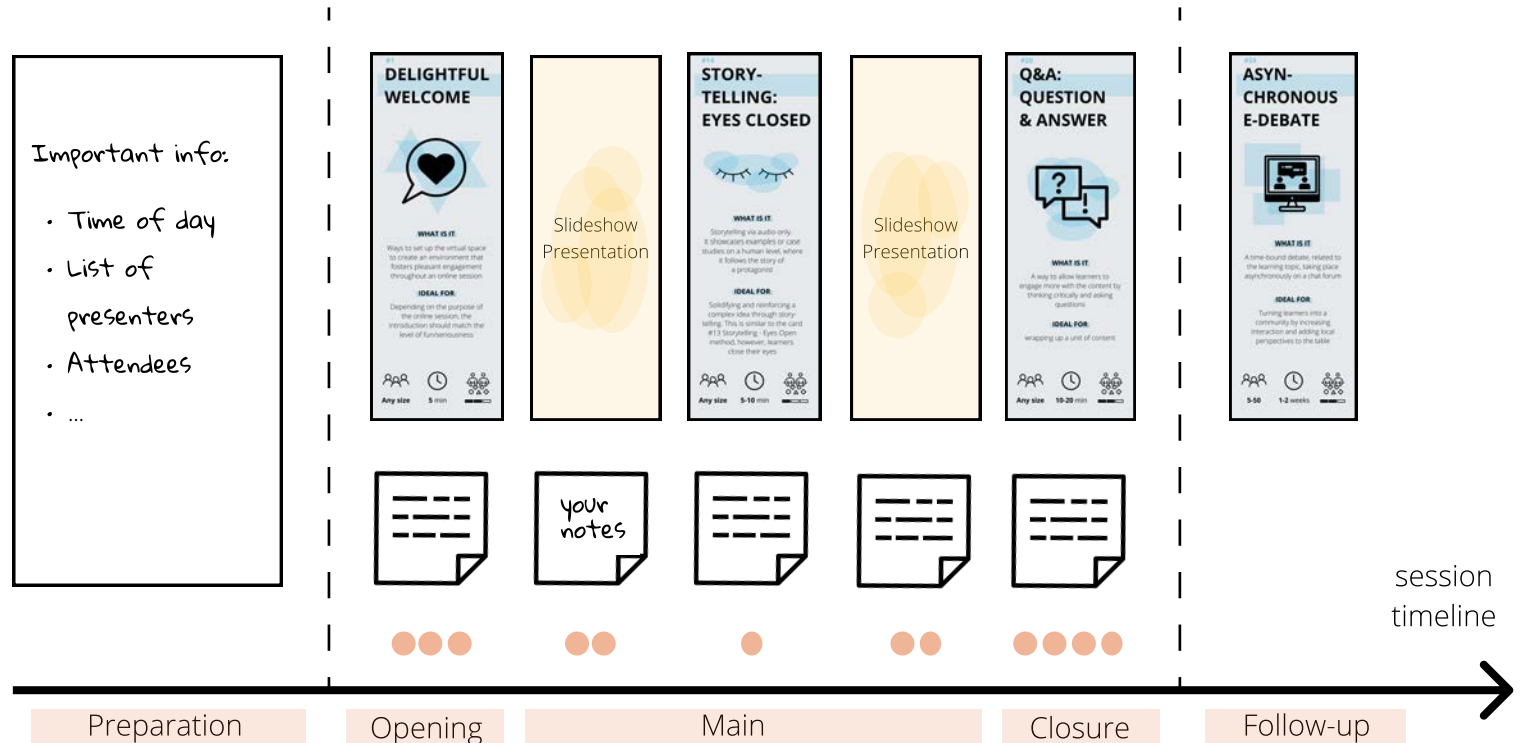 Important info:
• Time of day
• List of
presenters
• Attendees
• ...
#1
DELIGHTFUL
WELCOME
WHAT IS IT
Ways to set up the virtual space
to create an environment that
fosters pleasant engagement
throughout an online session
IDEAL FOR
Depending on the purpose of
the online session, the
introduction should match the
level of fun/seriousness
Any size
5 min
Slideshow
Presentation
#14
STORY-
TELLING:
EYES CLOSED
WHAT IS IT
Storytelling via audio only.
It showcases examples or case
studies on a human level, where
it follows the story of
a protagonist
IDEAL FOR
Solidifying and reinforcing a
complex idea through story-
telling. This is similar to the card
#13 Storytelling - Eyes Open
method, however, learners
close their eyes
Any size
5-10 min
Slideshow
Presentation
Q&A:
QUESTION
& ANSWER
WHAT IS IT
A way to allow learners to
engage more with the content by
thinking critically and asking
questions
IDEAL FOR
wrapping up a unit of content
Any size
10-20 min
ASYN-
CHRONOUS
E-DEBATE
WHAT IS IT
A time-bound debate, related to
the learning topic, taking place
asynchronously on a chat forum
IDEAL FOR
Turning learners into a
community by increasing
interaction and adding local
perspectives to the table
5-50
1-2 weeks
your
notes
session
timeline
Preparation
Opening
Main
Closure
Follow-up